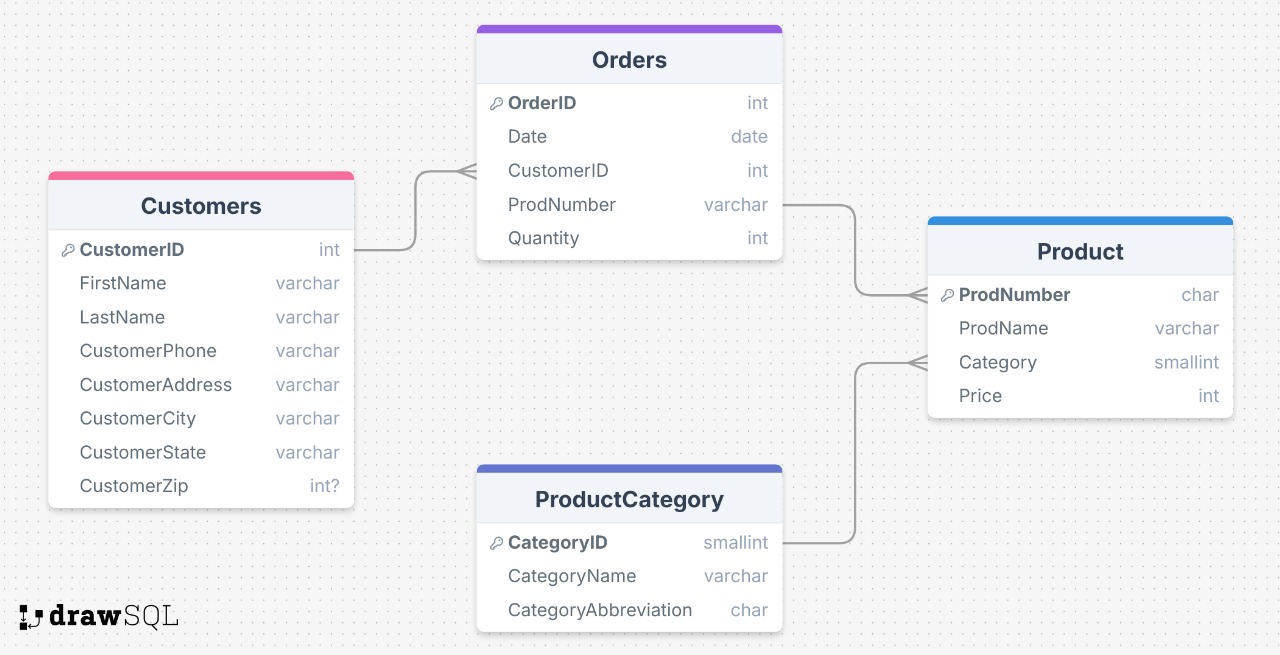 Orders
OrderID int
Date date
CustomerID int
ProdNumber varchar
Quantity int
Customers
CustomerID int
FirstName varchar
LastName varchar
CustomerPhone varchar
CustomerAddress varchar
CustomerCity varchar
CustomerState varchar
CustomerZip int?
Product
ProdNumber char
ProdName varchar
Category smallint
Price int
ProductCategory
CategoryID smallint
CategoryName varchar
CategoryAbbreviation char
drawSQL